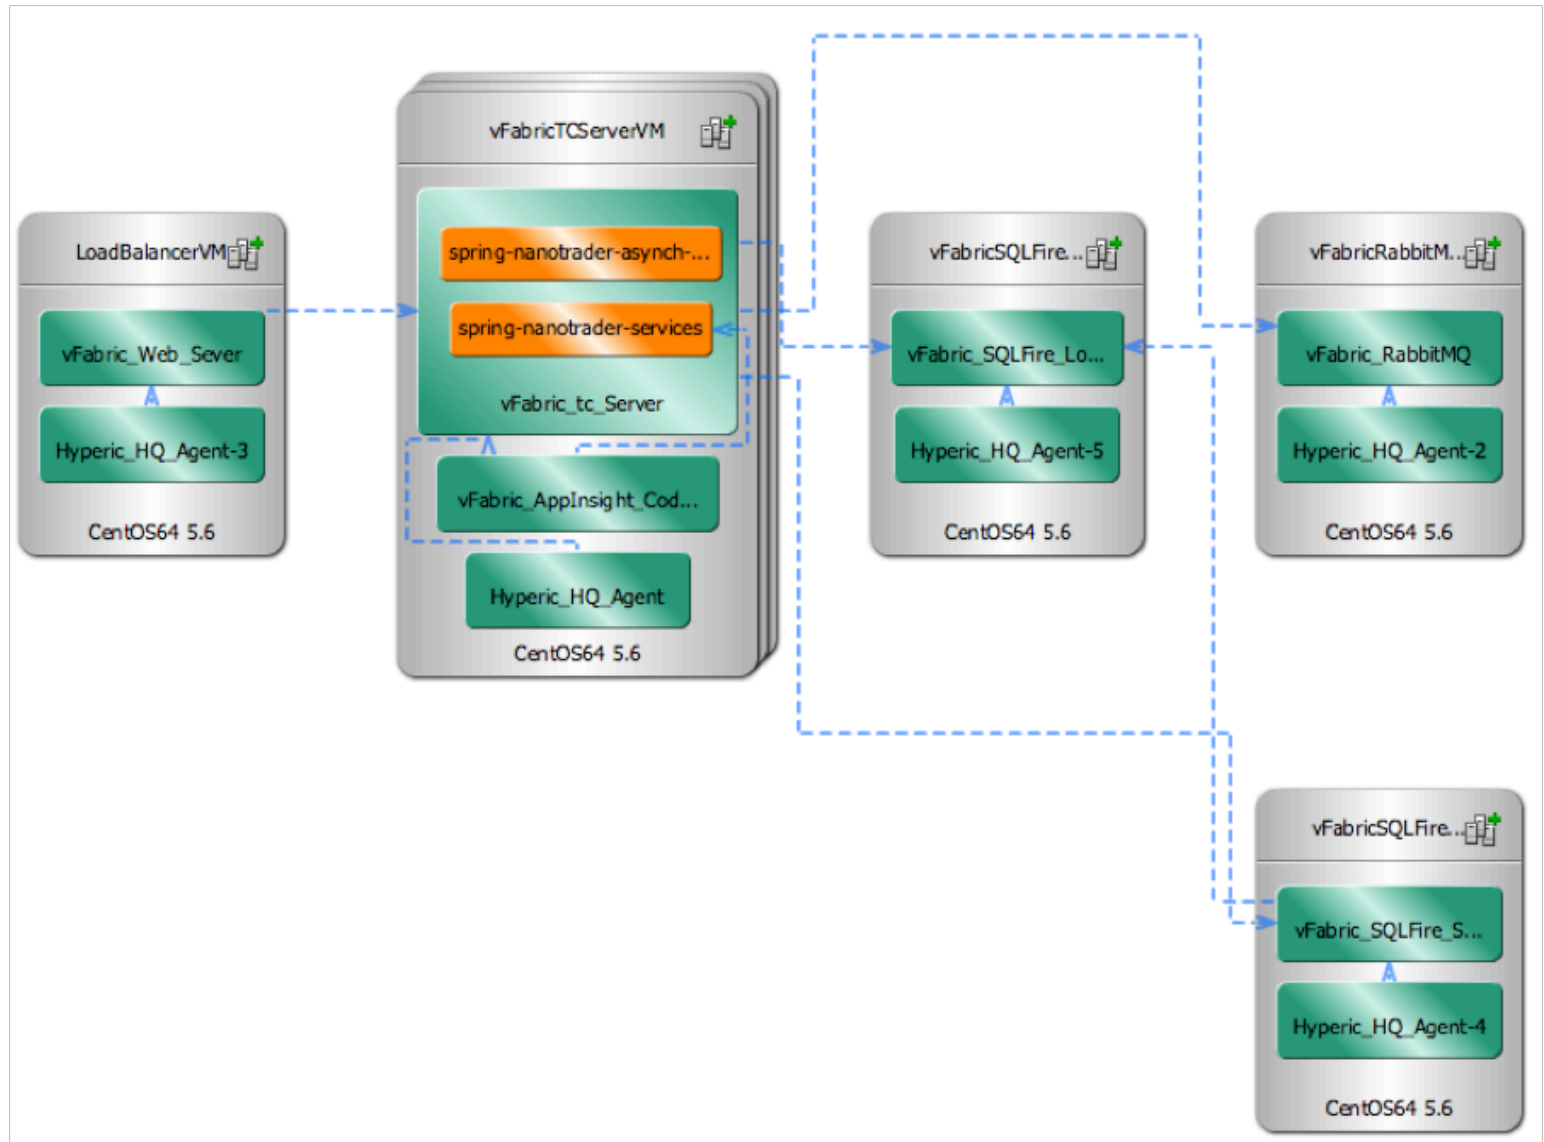 LoadBalancerVM
vFabric_Web_Sever
Hyperic_HQ_Agent-3
CentOS64 5.6
vFabricTCServerVM
spring-nanotrader-asynch-...
spring-nanotrader-services
vFabric_tc_Server
vFabric_AppInsight_Cod...
Hyperic_HQ_Agent
CentOS64 5.6
vFabricSQLFire...
vFabric_SQLFire_Lo...
Hyperic_HQ_Agent-5
CentOS64 5.6
vFabricRabbitM...
vFabric_RabbitMQ
Hyperic_HQ_Agent-2
CentOS64 5.6
vFabricSQLFire...
vFabric_SQLFire_S...
Hyperic_HQ_Agent-4
CentOS64 5.6